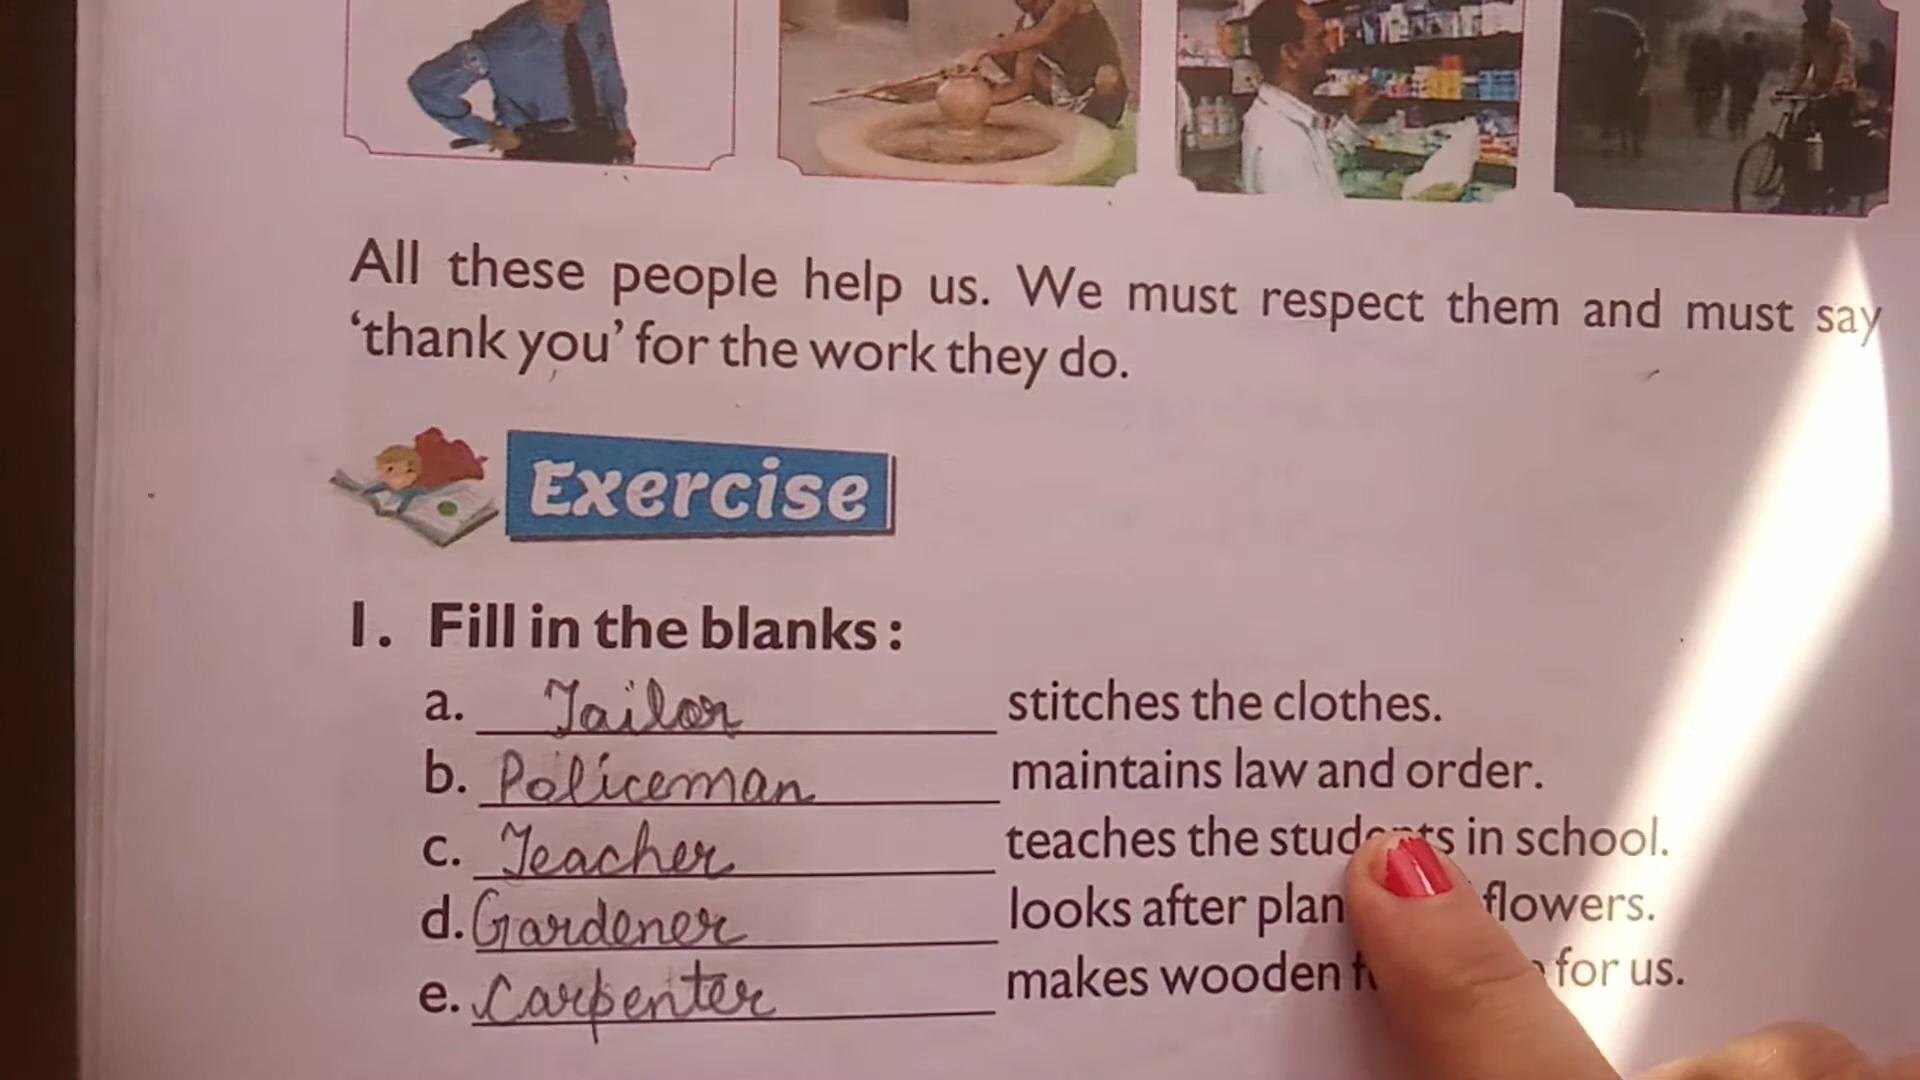 All these people help us. We must respect them and must say
‘thank you’ for the work they do.
Exercise
1. Fill in the blanks :
a. Tailor stitches the clothes.
b. Policeman maintains law and order.
c. Teacher teaches the students in school.
d. Gardener looks after flowers.
e. Carpenter makes wooden for us.